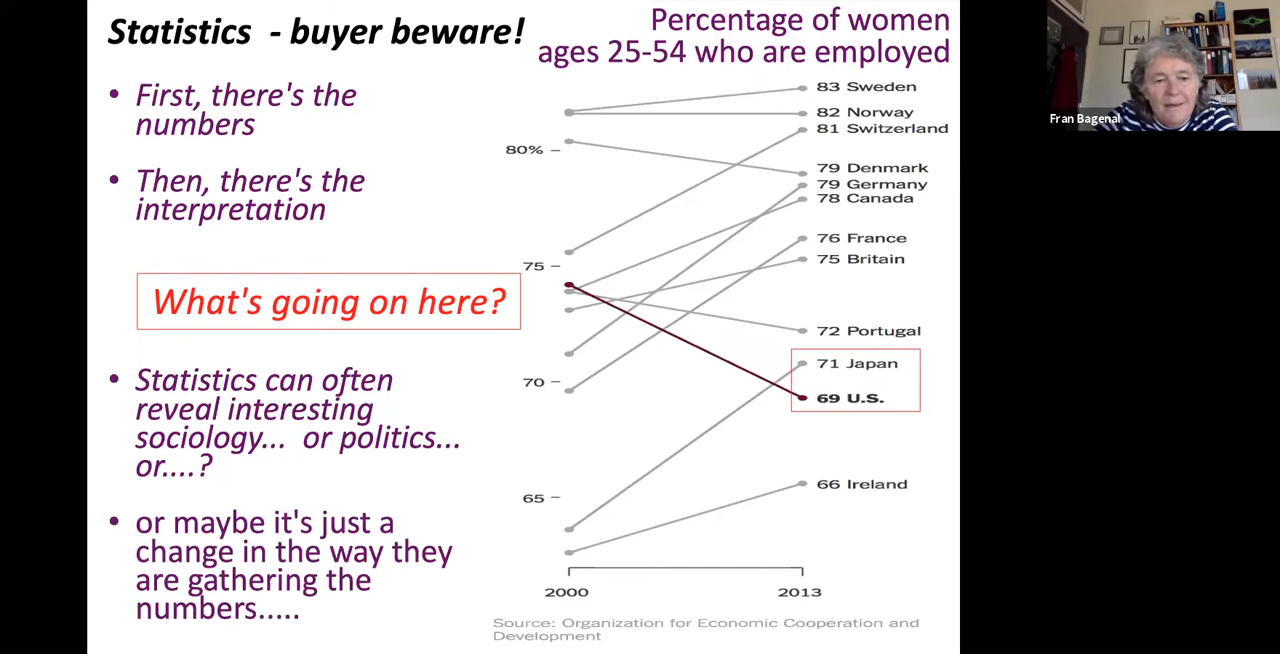 Statistics - buyer beware!
• First, there's the
numbers
• Then, there's the
interpretation
What's going on here?
• Statistics can often
reveal interesting
sociology... or politics...
or....?
• or maybe it's just a
change in the way they
are gathering the
numbers.....
Percentage of women
ages 25-54 who are employed
83 Sweden
82 Norway
81 Switzerland
80%
79 Denmark
79 Germany
78 Canada
76 France
75 Britain
75
72 Portugal
71 Japan
70
69 U.S.
66 Ireland
65
2000
2013
Source: Organization for Economic Cooperation and
Development
Fran Bagenal